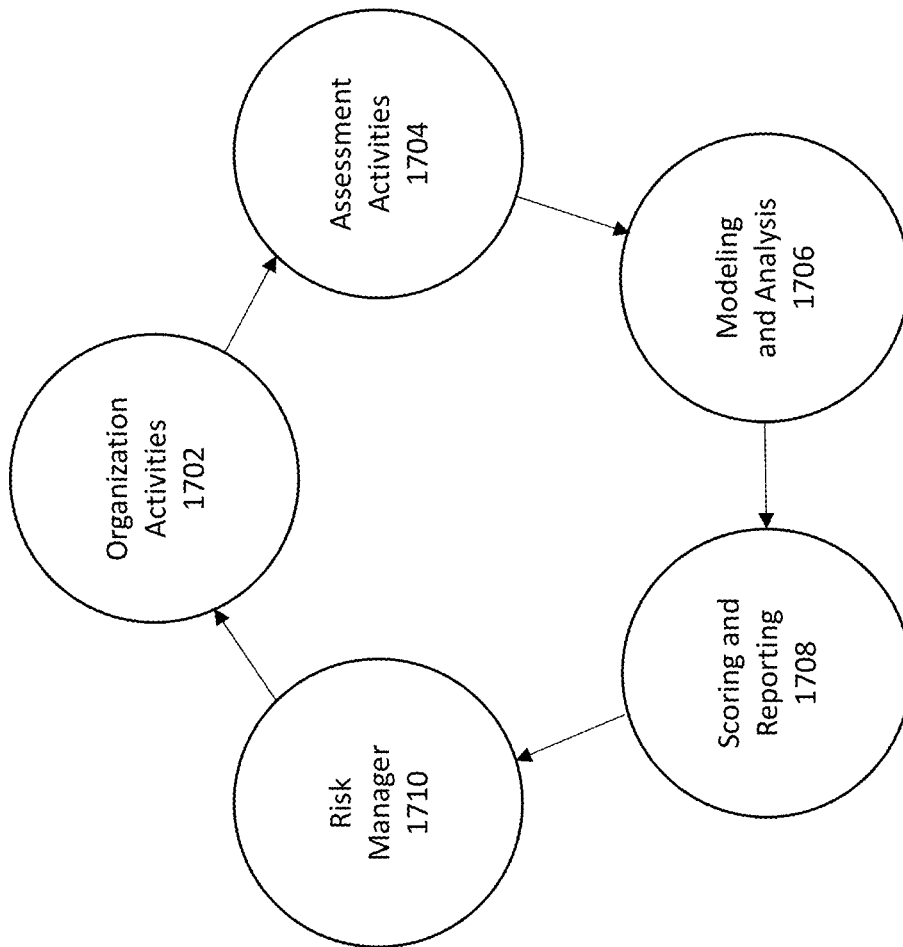 Organization
Activities
1702
Assessment
Activities
1704
Modeling
and Analysis
1706
Scoring and
Reporting
1708
Risk
Manager
1710